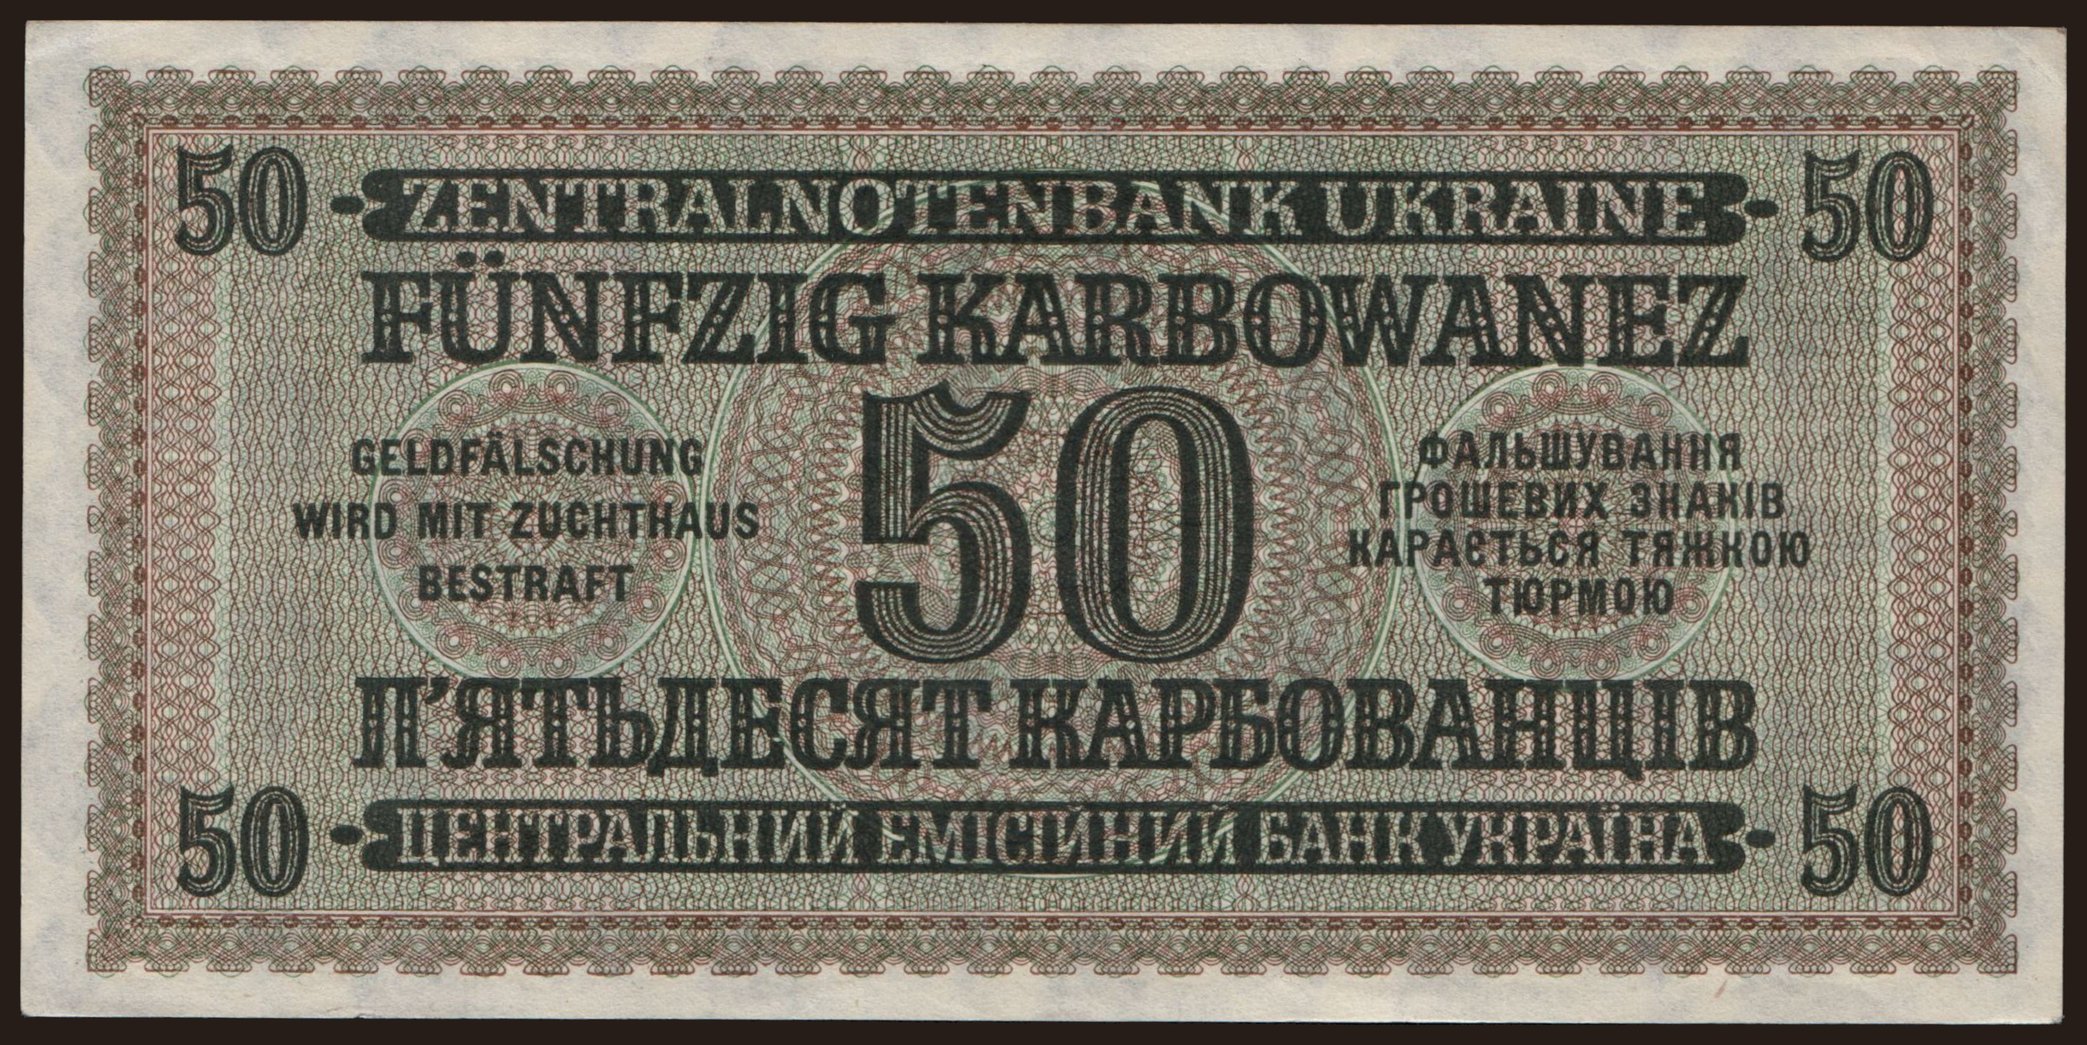 50 ZENTRALNOTENBANK UKRAINE 50
FÜNFZIG KARBOWANEZ
50
GELDFÄLSCHUNG
WIRD MIT ZUCHTHAUS
BESTRAFT
ФАЛЬШУВАННЯ
ГРОШЕВИХ ЗНАКІВ
КАРАЄТЬСЯ ТЯЖКОЮ
ТЮРМОЮ
П'ЯТЬДЕСЯТ КАРБОВАНЦІВ
50 ЦЕНТРАЛЬНИЙ ЕМІСІЙНИЙ БАНК УКРАЇНА 50